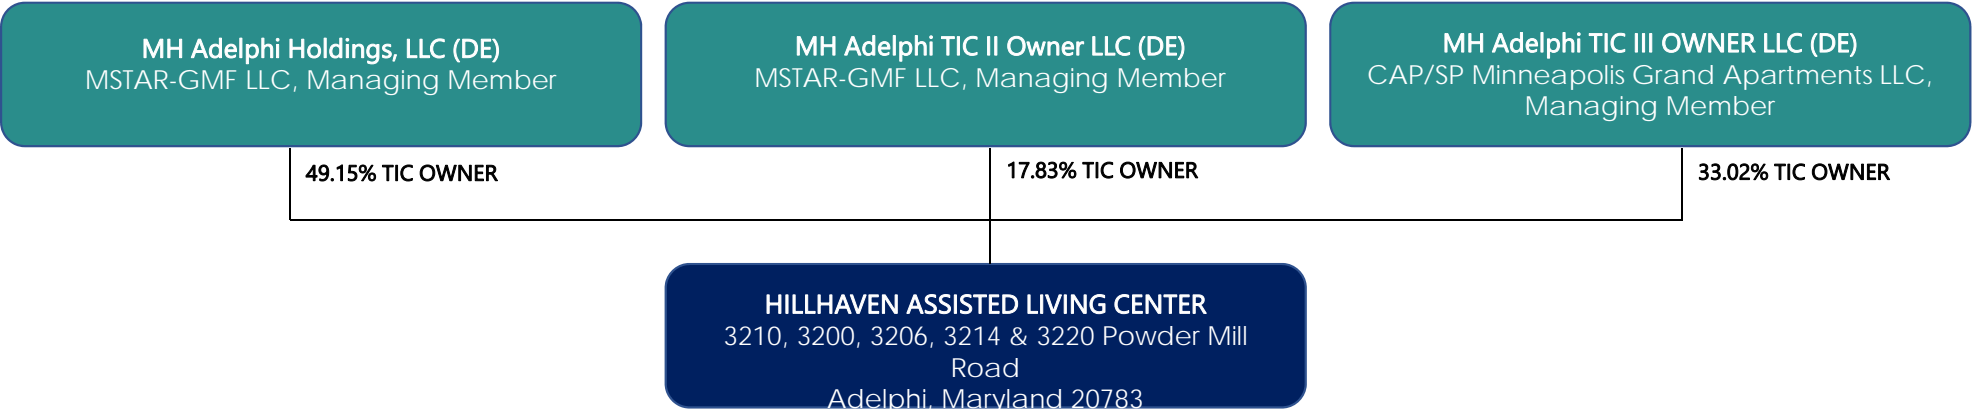 MH Adelphi Holdings, LLC (DE)
MSTAR-GMF LLC, Managing Member
MH Adelphi TIC II Owner LLC (DE)
MSTAR-GMF LLC, Managing Member
MH Adelphi TIC III OWNER LLC (DE)
CAP/SP Minneapolis Grand Apartments LLC,
Managing Member
49.15% TIC OWNER
17.83% TIC OWNER
33.02% TIC OWNER
HILLHAVEN ASSISTED LIVING CENTER
3210, 3200, 3206, 3214 & 3220 Powder Mill
Road
Adelphi, Maryland 20783